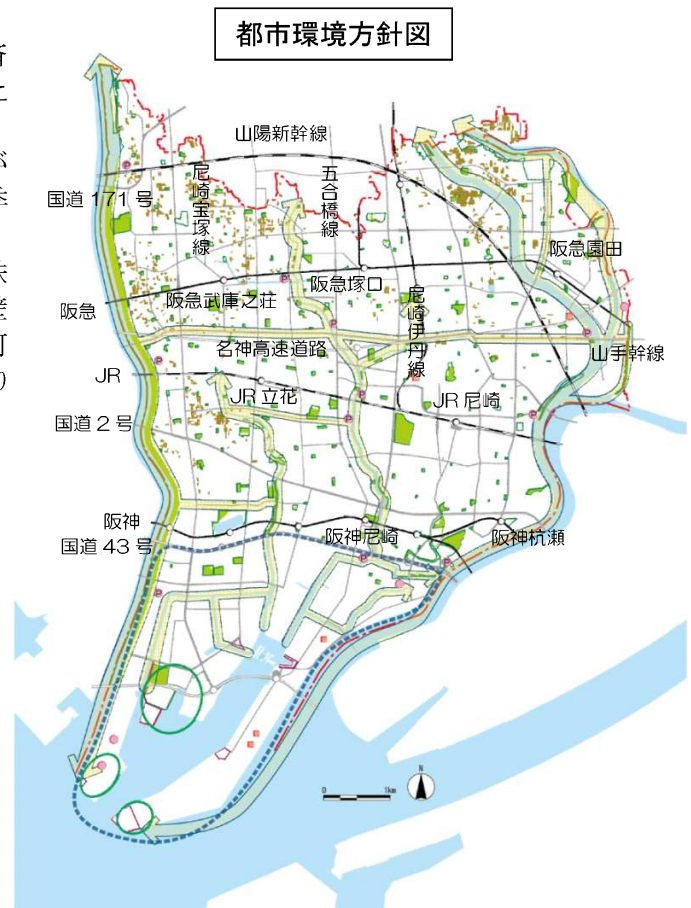 都市環境方針図
山陽新幹線
国道171号
尼崎宝塚線
五合橋線
阪急園田
阪急塚口
阪急武庫之荘
阪急
尼崎伊丹線
名神高速道路
山手幹線
JR
JR立花
JR尼崎
国道2号
阪神
阪神尼崎
阪神杭瀬
国道43号
N
0 1km